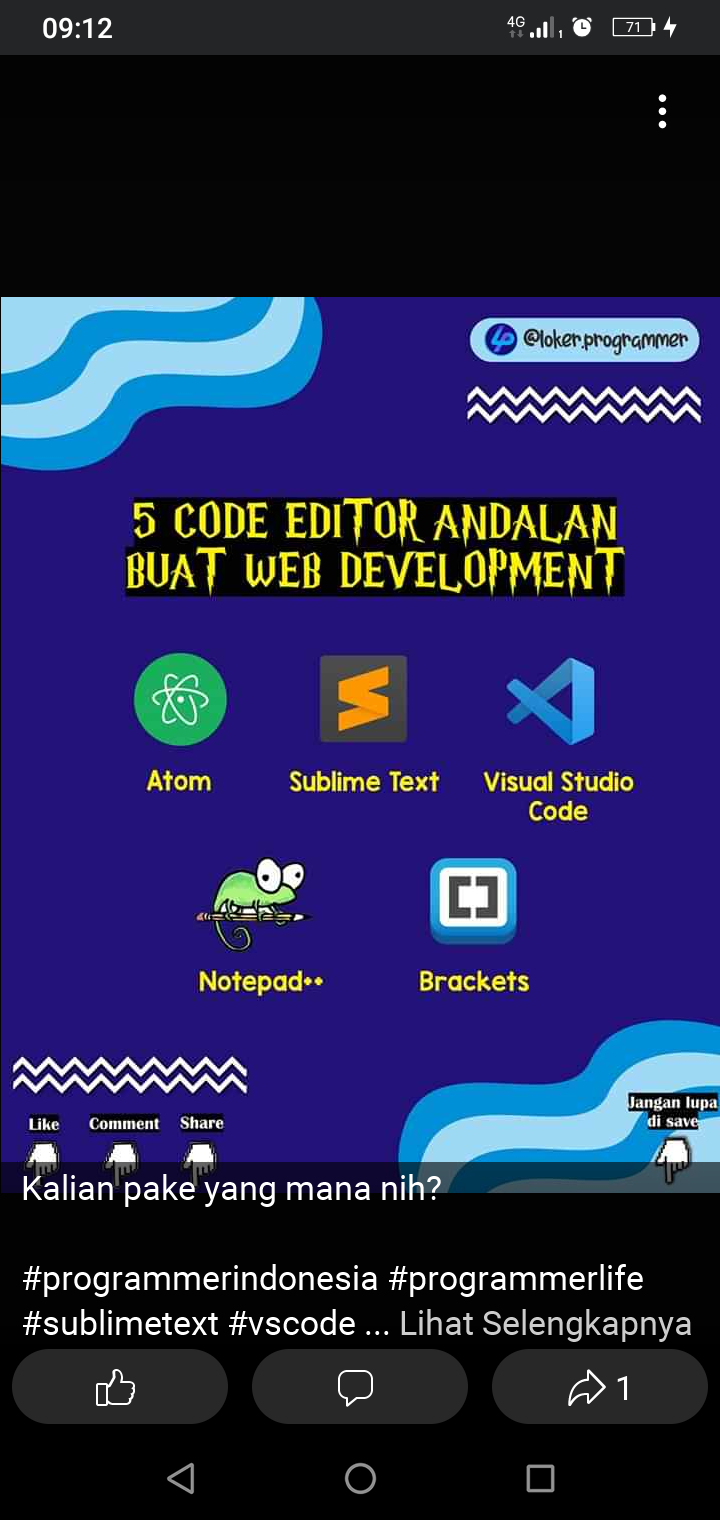 09:12
4G
1
71
@loker.programmer
5 CODE EDITOR ANDALAN
BUAT WEB DEVELOPMENT
Atom
Sublime Text
Visual Studio
Code
Notepad++
Brackets
Like
Comment
Share
Jangan lupa
di save
Kalian pake yang mana nih?
#programmerindonesia #programmerlife
#sublimetext #vscode ... Lihat Selengkapnya
1